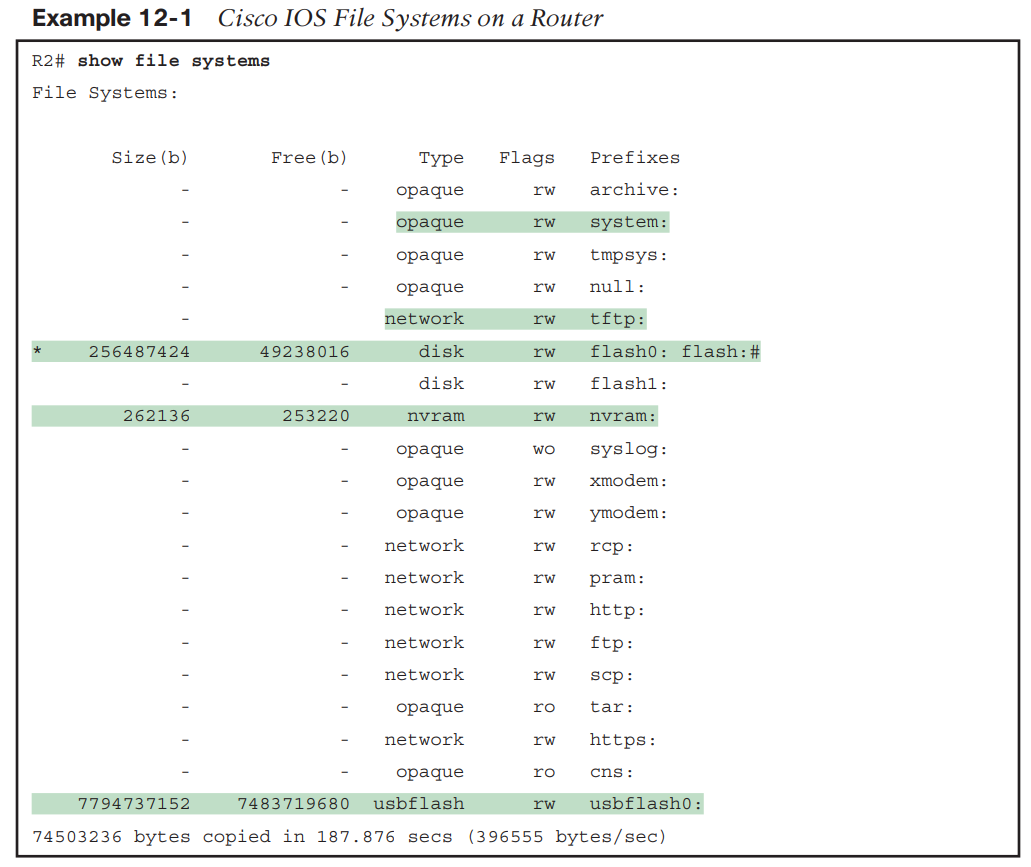 Example 12-1 Cisco IOS File Systems on a Router
R2# show file systems
File Systems:
Size(b) Free(b) Type Flags Prefixes
- - opaque rw archive:
- - opaque rw system:
- - opaque rw tmpsys:
- - opaque rw null:
- - network rw tftp:
* 256487424 49238016 disk rw flash0: flash:#
- - disk rw flash1:
262136 253220 nvram rw nvram:
- - opaque wo syslog:
- - opaque rw xmodem:
- - opaque rw ymodem:
- - network rw rcp:
- - network rw pram:
- - network rw http:
- - network rw ftp:
- - network rw scp:
- - opaque ro tar:
- - network rw https:
- - opaque ro cns:
7794737152 7483719680 usbflash rw usbflash0:
74503236 bytes copied in 187.876 secs (396555 bytes/sec)